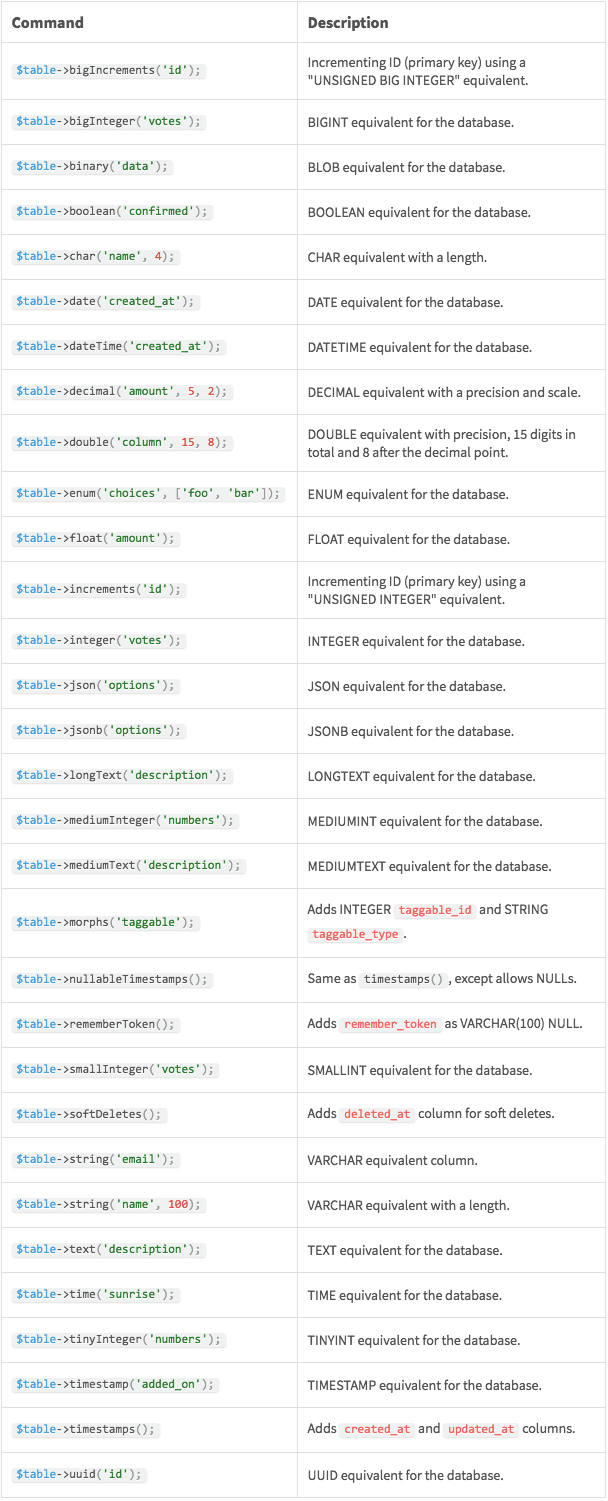 Command Description
$table->bigIncrements('id'); Incrementing ID (primary key) using a
"UNSIGNED BIG INTEGER" equivalent.
$table->bigInteger('votes'); BIGINT equivalent for the database.
$table->binary('data'); BLOB equivalent for the database.
$table->boolean('confirmed'); BOOLEAN equivalent for the database.
$table->char('name', 4); CHAR equivalent with a length.
$table->date('created_at'); DATE equivalent for the database.
$table->dateTime('created_at'); DATETIME equivalent for the database.
$table->decimal('amount', 5, 2); DECIMAL equivalent with a precision and scale.
$table->double('column', 15, 8); DOUBLE equivalent with precision, 15 digits in
total and 8 after the decimal point.
$table->enum('choices', ['foo', 'bar']); ENUM equivalent for the database.
$table->float('amount'); FLOAT equivalent for the database.
$table->increments('id'); Incrementing ID (primary key) using a
"UNSIGNED INTEGER" equivalent.
$table->integer('votes'); INTEGER equivalent for the database.
$table->json('options'); JSON equivalent for the database.
$table->jsonb('options'); JSONB equivalent for the database.
$table->longText('description'); LONGTEXT equivalent for the database.
$table->mediumInteger('numbers'); MEDIUMINT equivalent for the database.
$table->mediumText('description'); MEDIUMTEXT equivalent for the database.
$table->morphs('taggable'); Adds INTEGER taggable_id and STRING
taggable_type.
$table->nullableTimestamps(); Same as timestamps(), except allows NULLs.
$table->rememberToken(); Adds remember_token as VARCHAR(100) NULL.
$table->smallInteger('votes'); SMALLINT equivalent for the database.
$table->softDeletes(); Adds deleted_at column for soft deletes.
$table->string('email'); VARCHAR equivalent column.
$table->string('name', 100); VARCHAR equivalent with a length.
$table->text('description'); TEXT equivalent for the database.
$table->time('sunrise'); TIME equivalent for the database.
$table->tinyInteger('numbers'); TINYINT equivalent for the database.
$table->timestamp('added_on'); TIMESTAMP equivalent for the database.
$table->timestamps(); Adds created_at and updated_at columns.
$table->uuid('id'); UUID equivalent for the database.